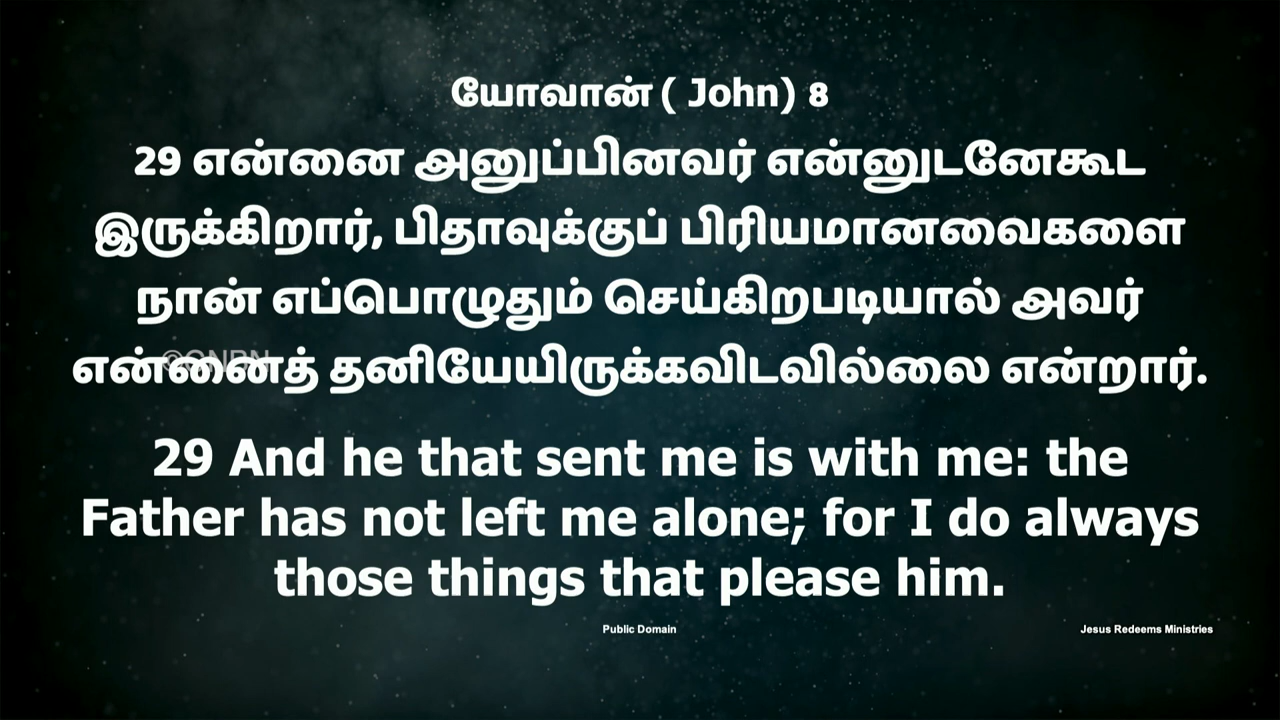 யோவான் ( John) 8
29 என்னை அனுப்பினவர் என்னுடனேகூட
இருக்கிறார், பிதாவுக்குப் பிரியமானவைகளை
நான் எப்பொழுதும் செய்கிறபடியால் அவர்
என்னைத் தனியேயிருக்கவிடவில்லை என்றார்.
29 And he that sent me is with me: the
Father has not left me alone; for I do always
those things that please him.
Public Domain
Jesus Redeems Ministries